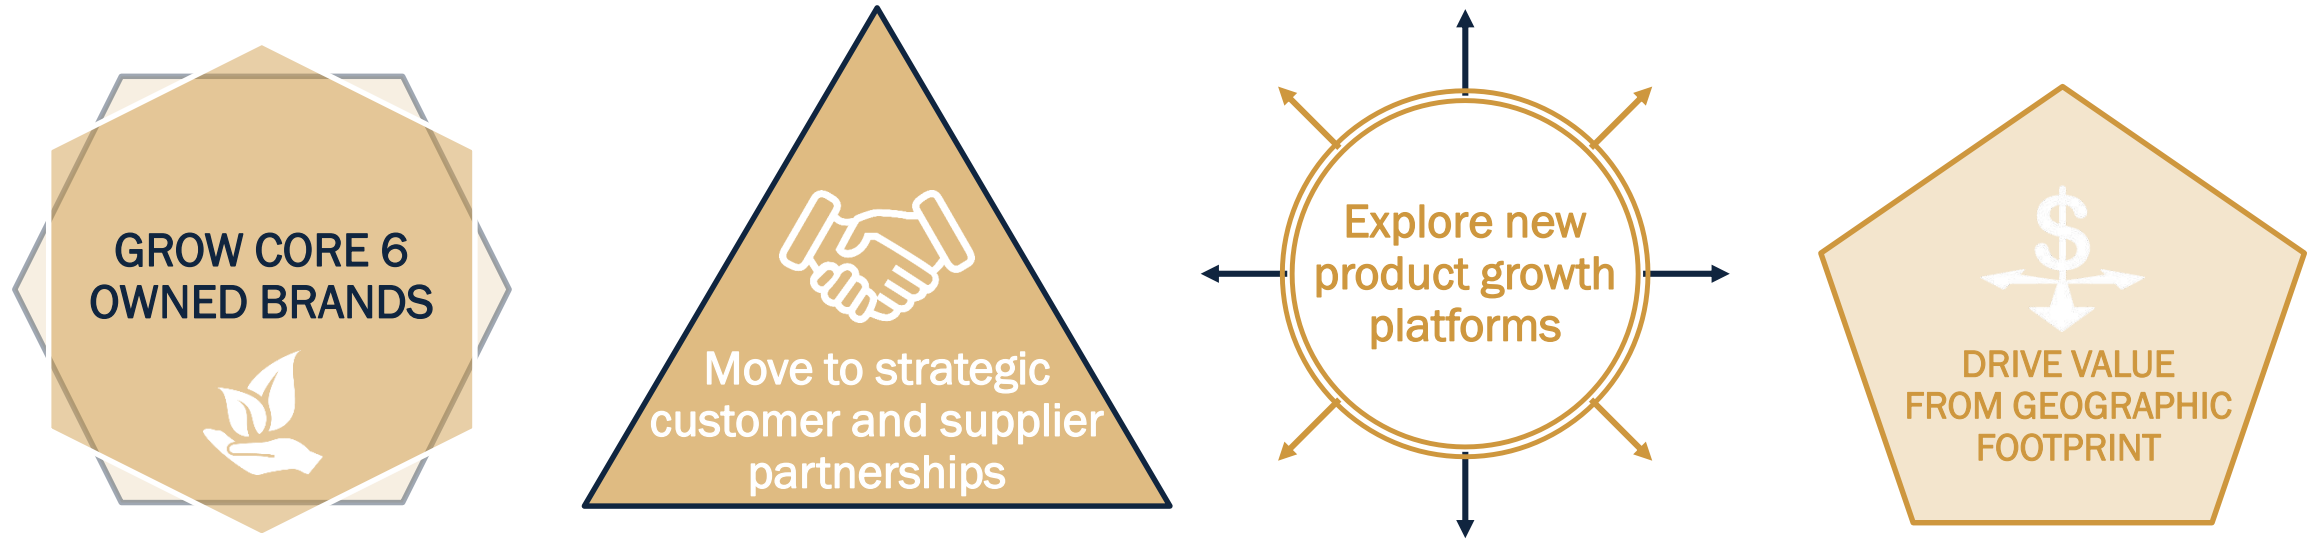 GROW CORE 6
OWNED BRANDS
Move to strategic
customer and supplier
partnerships
Explore new
product growth
platforms
$
DRIVE VALUE
FROM GEOGRAPHIC
FOOTPRINT